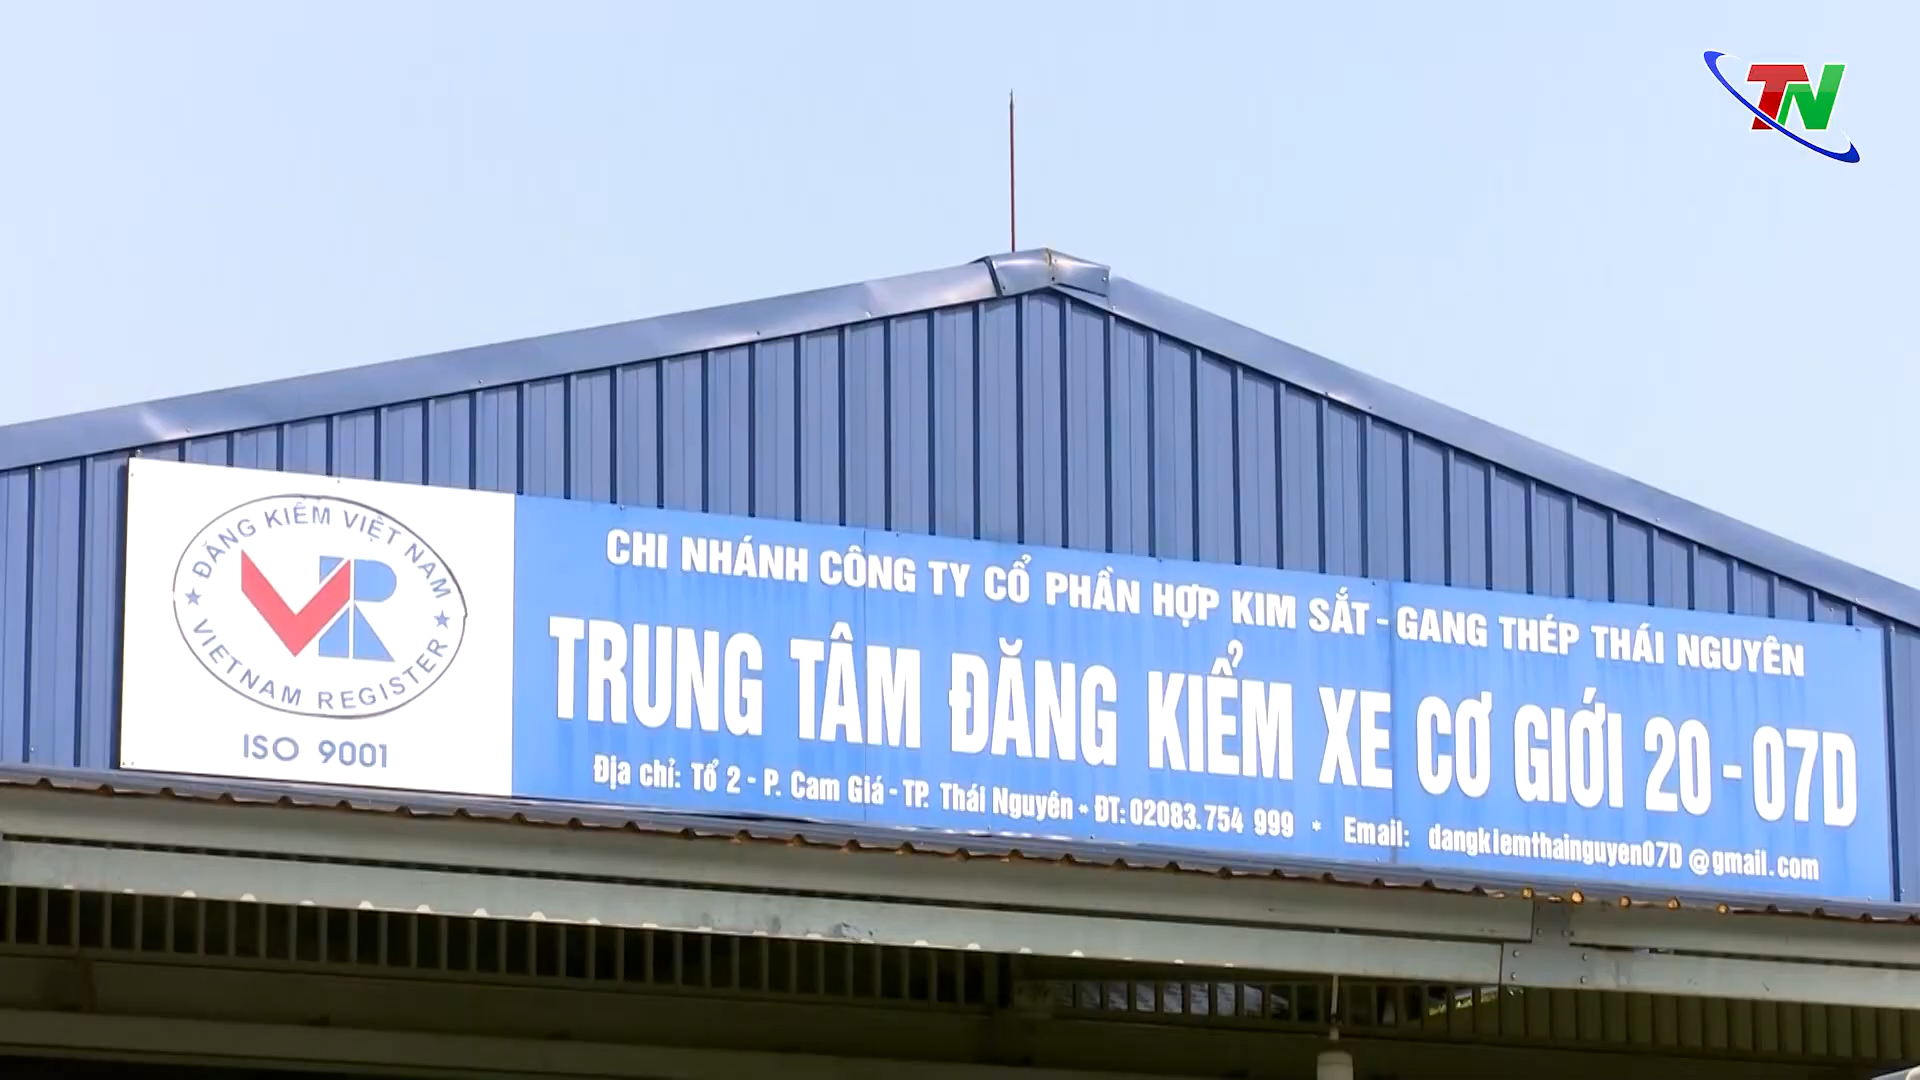 TN
ĐĂNG KIỂM VIỆT NAM
VR
VIETNAM REGISTER
ISO 9001
CHI NHÁNH CÔNG TY CỔ PHẦN HỢP KIM SẮT - GANG THÉP THÁI NGUYÊN
TRUNG TÂM ĐĂNG KIỂM XE CƠ GIỚI 20 - 07D
Địa chỉ: Tổ 2 - P. Cam Giá - TP. Thái Nguyên * ĐT: 02083.754 999 * Email: dangkiemthainguyen07D@gmail.com